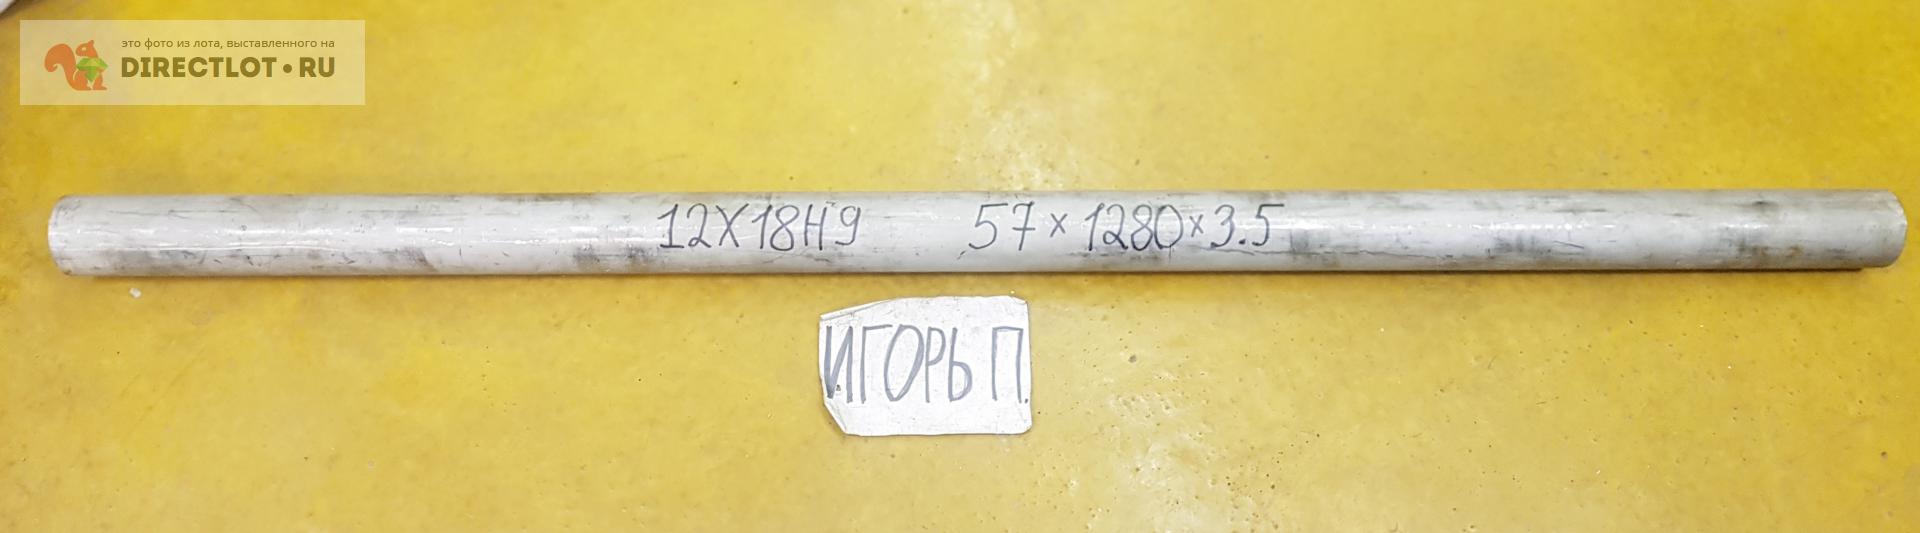 это фото из лота, выставленного на
DIRECTLOT•RU
12Х18Н9 57×1280×3.5
ИГОРЬ П.